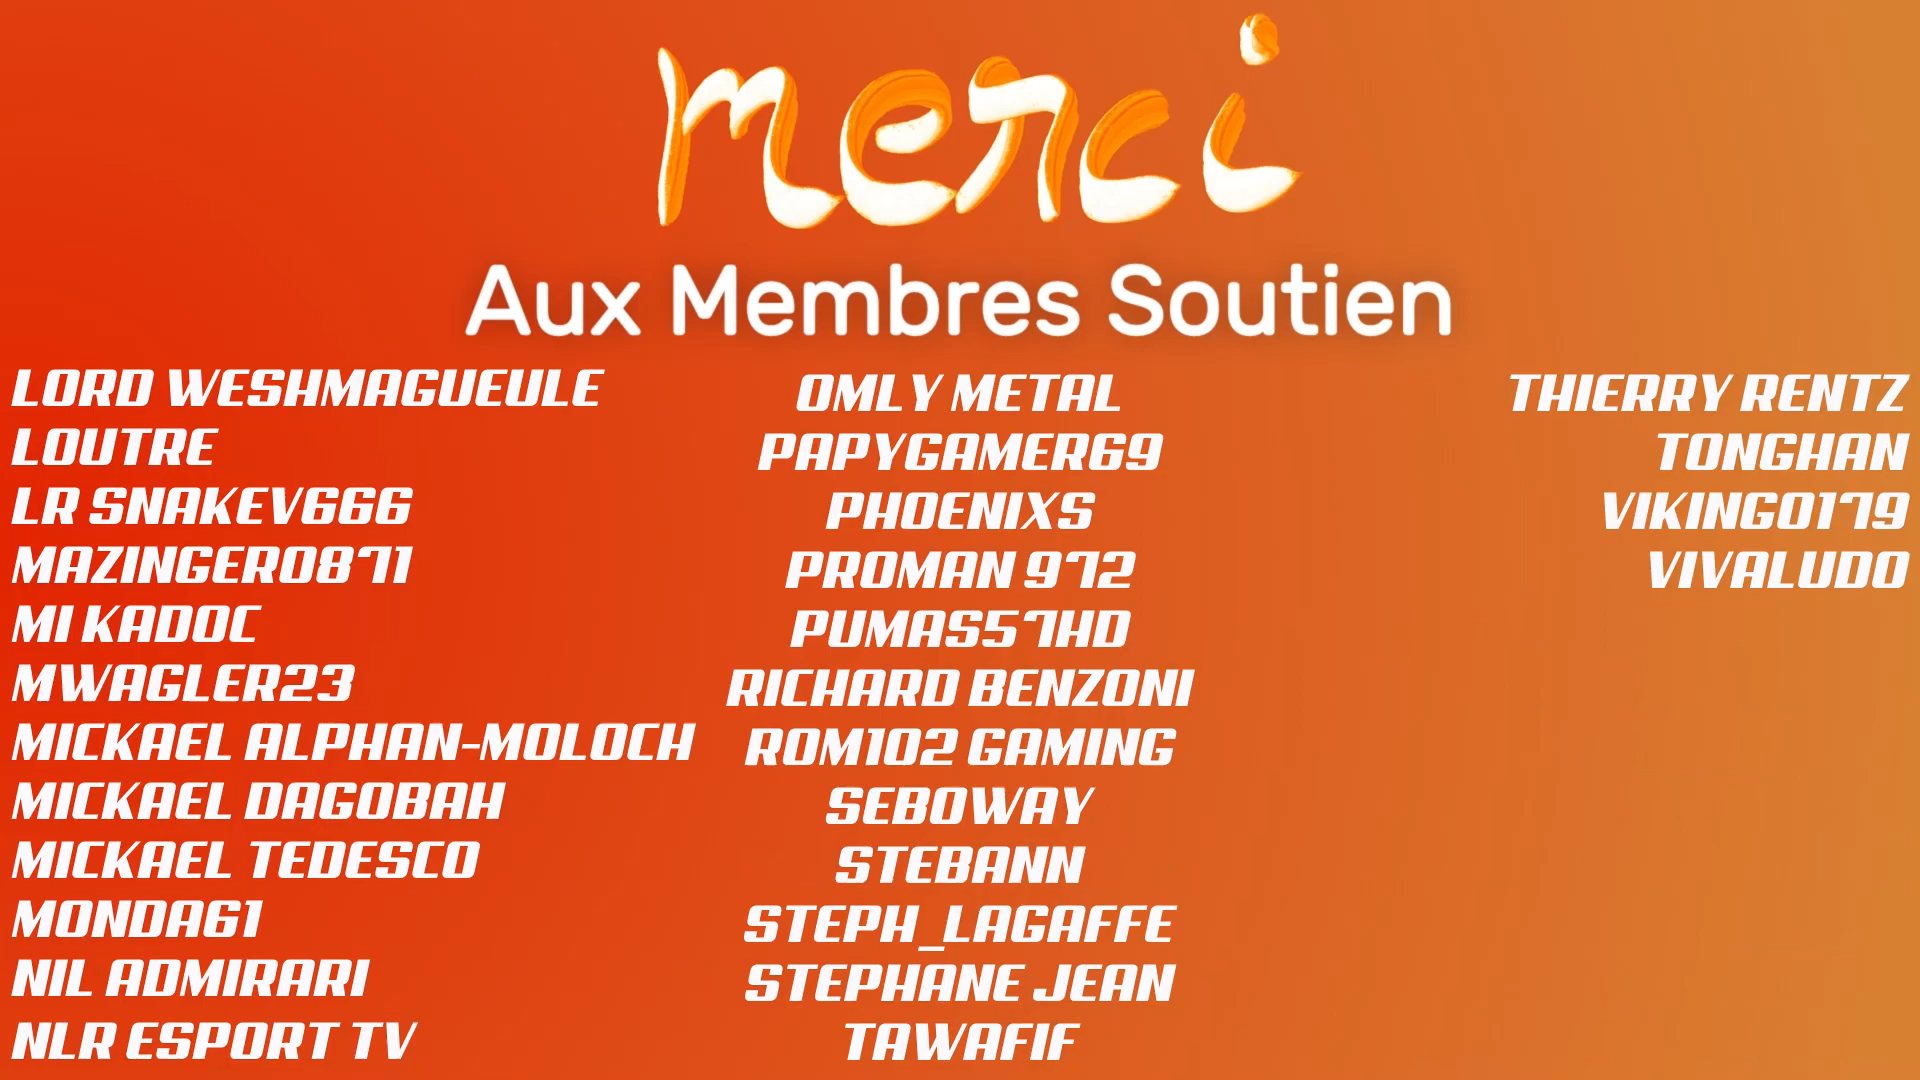 merci
Aux Membres Soutien
LORD WESHMAGUEULE
LOUTRE
LR SNAKEV666
MAZINGER0871
MI KADOC
MWAGLER23
MICKAEL ALPHAN-MOLOCH
MICKAEL DAGOBAH
MICKAEL TEDESCO
MONDA61
NIL ADMIRARI
NLR ESPORT TV
OMLY METAL
PAPYGAMER69
PHOENIXS
PROMAN 972
PUMAS57HD
RICHARD BENZONI
ROM102 GAMING
SEBOWAY
STEBANN
STEPH_LAGAFFE
STEPHANE JEAN
TAWAFIF
THIERRY RENTZ
TONGHAN
VIKING0179
VIVALUDO